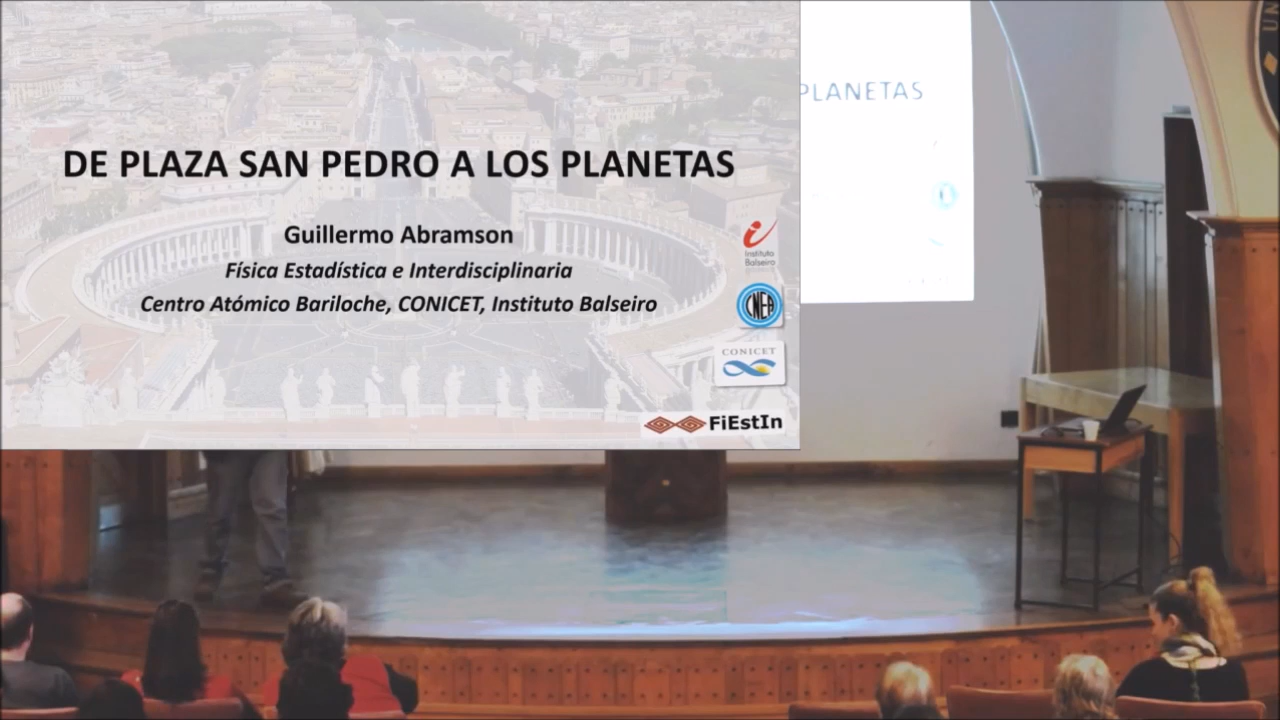 DE PLAZA SAN PEDRO A LOS PLANETAS
Guillermo Abramson
Física Estadística e Interdisciplinaria
Centro Atómico Bariloche, CONICET, Instituto Balseiro
Instituto
Balseiro
CNEA
CONICET
FiEstIn
PLANETAS
UN